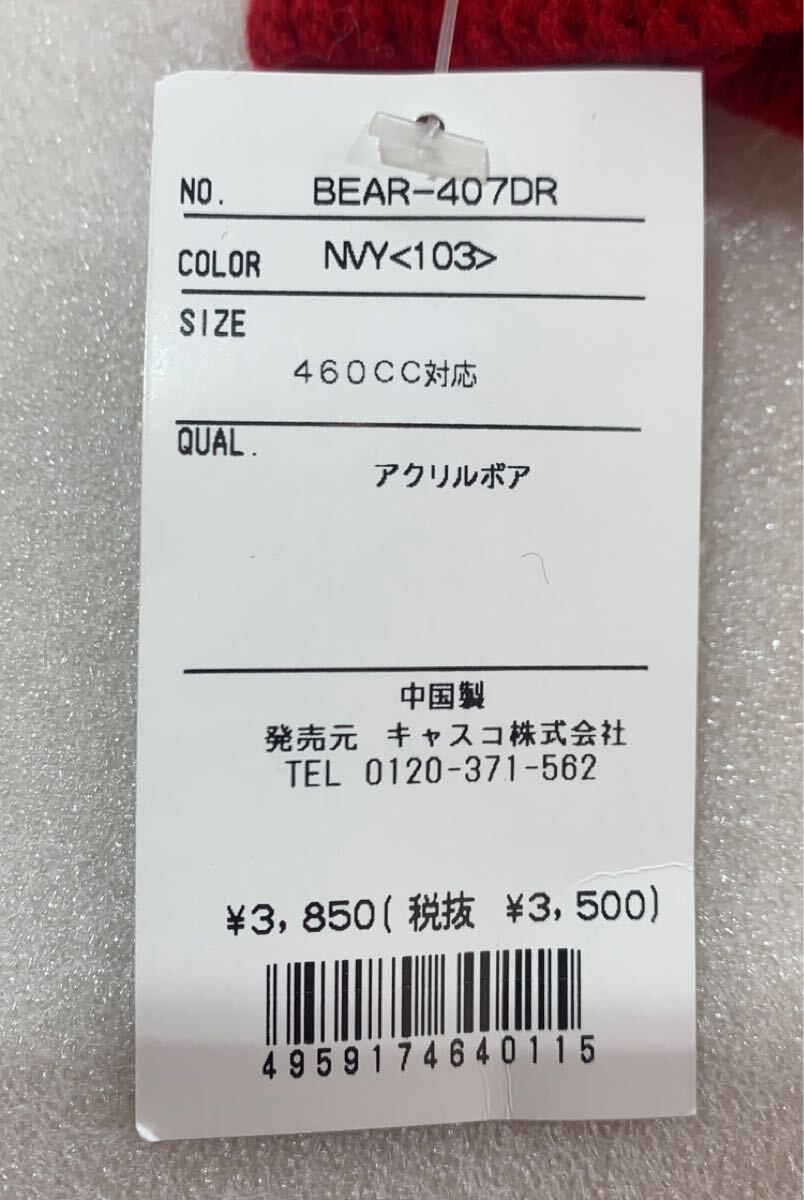 NO. BEAR-407DR
COLOR NVY<103>
SIZE
460CC対応
QUAL.
アクリルボア
中国製
発売元 キャスコ株式会社
TEL 0120-371-562
¥3,850(税抜 ¥3,500)
4959174640115